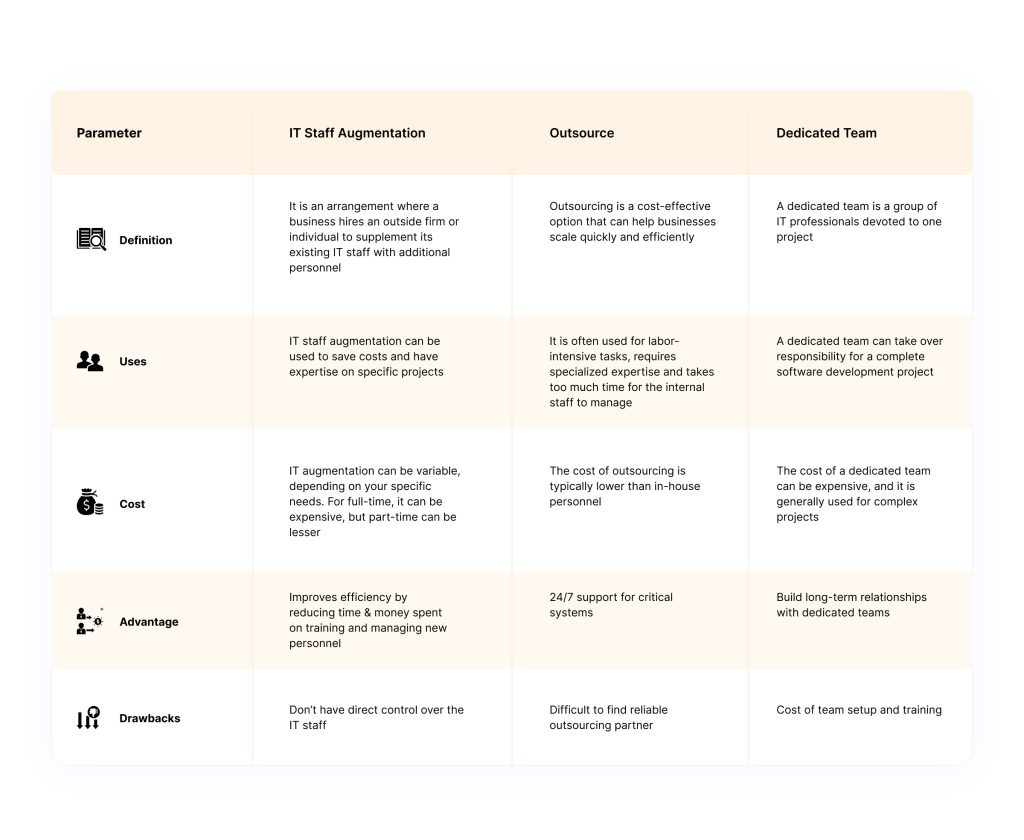 Parameter
IT Staff Augmentation
Outsource
Dedicated Team
Definition
It is an arrangement where a
business hires an outside firm or
individual to supplement its
existing IT staff with additional
personnel
Outsourcing is a cost-effective
option that can help businesses
scale quickly and efficiently
A dedicated team is a group of
IT professionals devoted to one
project
Uses
IT staff augmentation can be
used to save costs and have
expertise on specific projects
It is often used for labor-
intensive tasks, requires
specialized expertise and takes
too much time for the internal
staff to manage
A dedicated team can take over
responsibility for a complete
software development project
Cost
IT augmentation can be variable,
depending on your specific
needs. For full-time, it can be
expensive, but part-time can be
lesser
The cost of outsourcing is
typically lower than in-house
personnel
The cost of a dedicated team
can be expensive, and it is
generally used for complex
projects
Advantage
Improves efficiency by
reducing time & money spent
on training and managing new
personnel
24/7 support for critical
systems
Build long-term relationships
with dedicated teams
Drawbacks
Don’t have direct control over the
IT staff
Difficult to find reliable
outsourcing partner
Cost of team setup and training